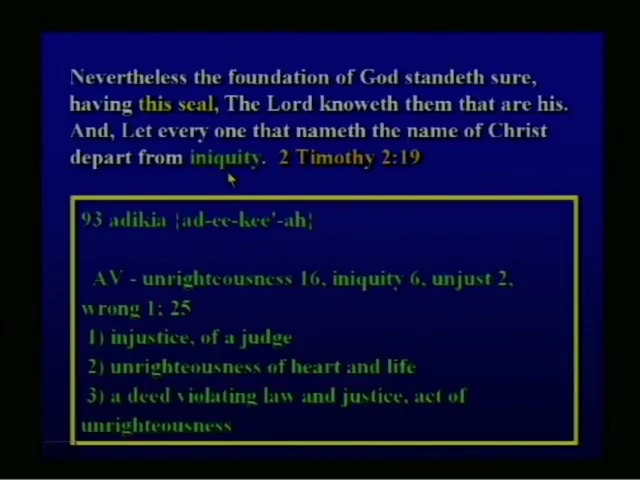 Nevertheless the foundation of God standeth sure,
having this seal, The Lord knoweth them that are his.
And, Let every one that nameth the name of Christ
depart from iniquity. 2 Timothy 2:19
93 adikia {ad-ee-kee'-ah}
AV - unrighteousness 16, iniquity 6, unjust 2,
wrong 1; 25
1) injustice, of a judge
2) unrighteousness of heart and life
3) a deed violating law and justice, act of
unrighteousness